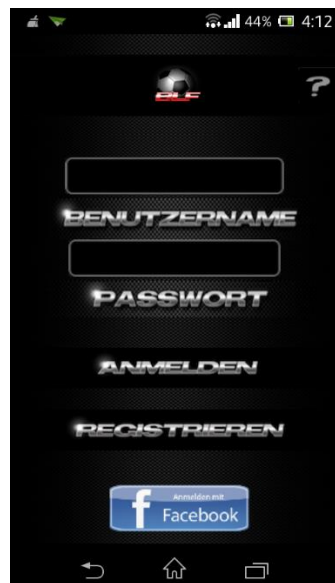 44% 4:12
BLF
?
BENUTZERNAME
PASSWORT
ANMELDEN
REGISTRIEREN
f
Anmelden mit
Facebook